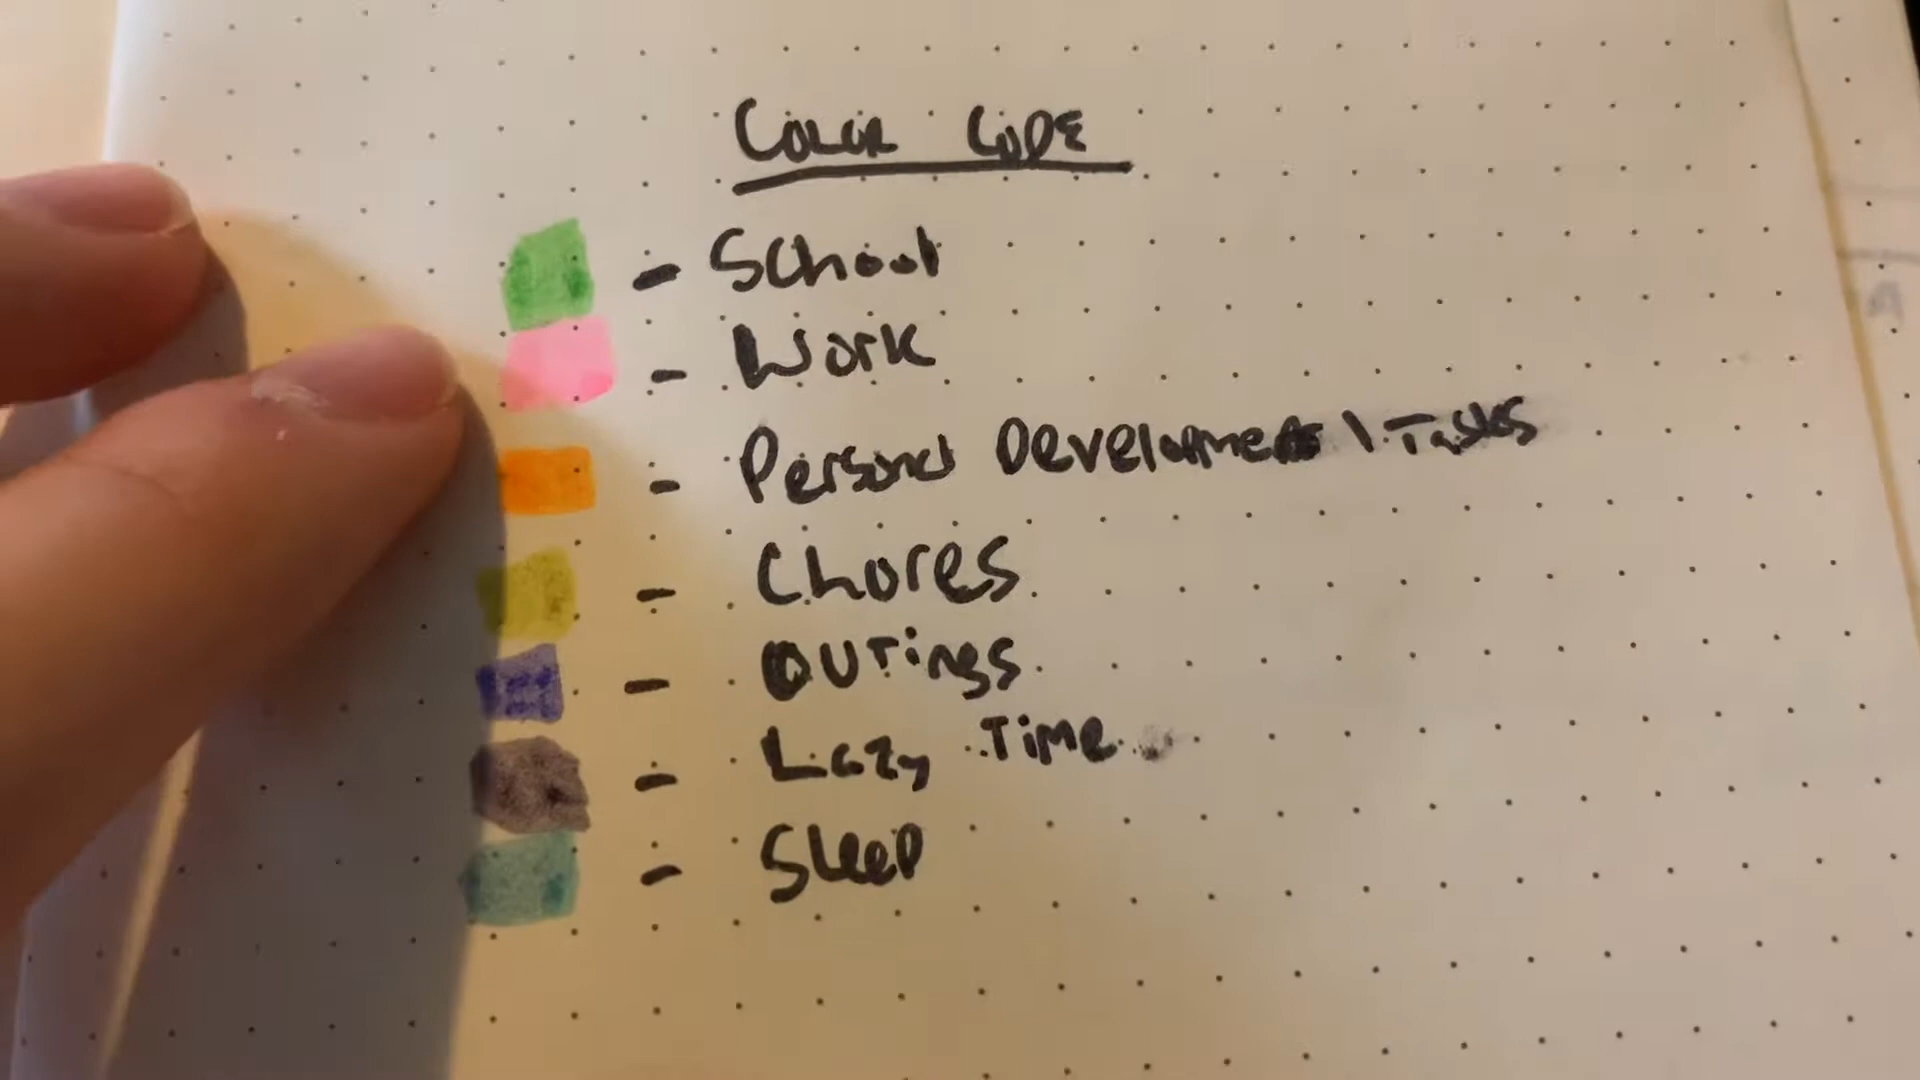 Color Code
- School
- Work
- Personal Development \ Tasks
- Chores
- Outings
- Lazy Time
- Sleep